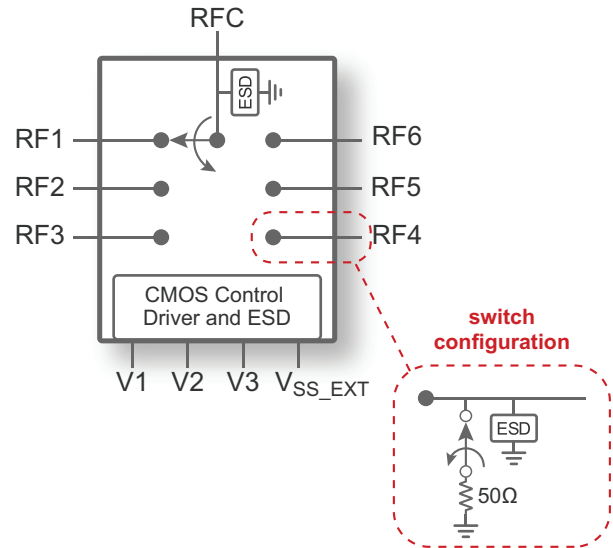 RFC
ESD
RF1
RF6
RF2
RF5
RF3
RF4
CMOS Control
Driver and ESD
V1 V2 V3 VSS_EXT
switch
configuration
ESD
50Ω